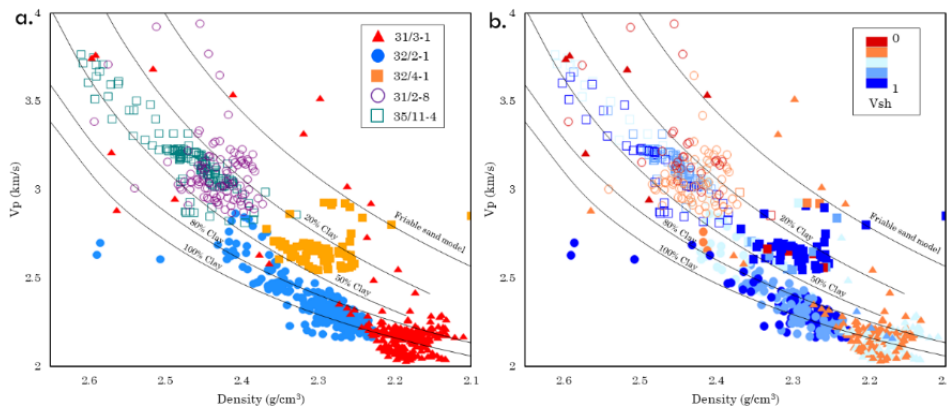 a.
4
3.5
3
2.5
2
Vp (km/s)
31/3-1
32/2-1
32/4-1
31/2-8
35/11-4
Friable sand model
20% Clay
80% Clay
100% Clay
50% Clay
2.6
2.5
2.4
2.3
2.2
2.1
Density (g/cm³)
b.
4
3.5
3
2.5
2
Vp (km/s)
0
1
Vsh
Friable sand model
20% Clay
80% Clay
100% Clay
50% Clay
2.6
2.5
2.4
2.3
2.2
2.
Density (g/cm³)